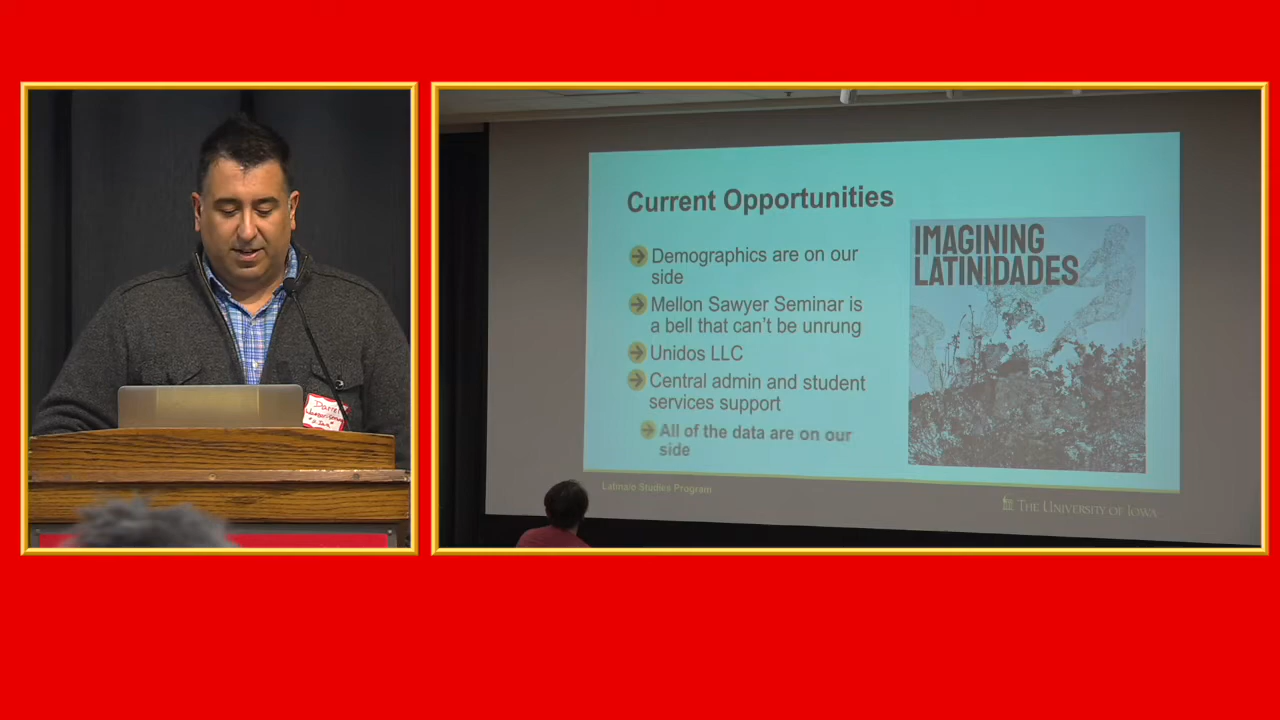 Darrel
Current Opportunities
Demographics are on our
side
Mellon Sawyer Seminar is
a bell that can't be unrung
Unidos LLC
Central admin and student
services support
All of the data are on our
side
IMAGINING
LATINIDADES
Latina/o Studies Program
THE UNIVERSITY OF IOWA